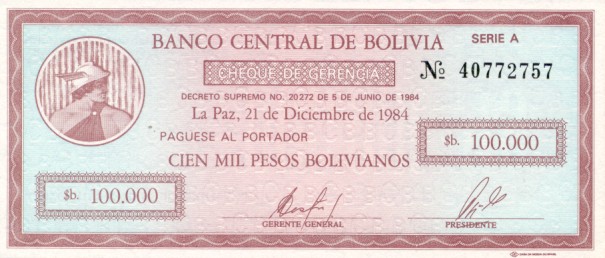 BANCO CENTRAL DE BOLIVIA
SERIE A
CHEQUE DE GERENCIA
№ 40772757
DECRETO SUPREMO NO. 20272 DE 5 DE JUNIO DE 1984
La Paz, 21 de Diciembre de 1984
PAGUESE AL PORTADOR
$b. 100.000
CIEN MIL PESOS BOLIVIANOS
$b. 100.000
GERENTE GENERAL
PRESIDENTE